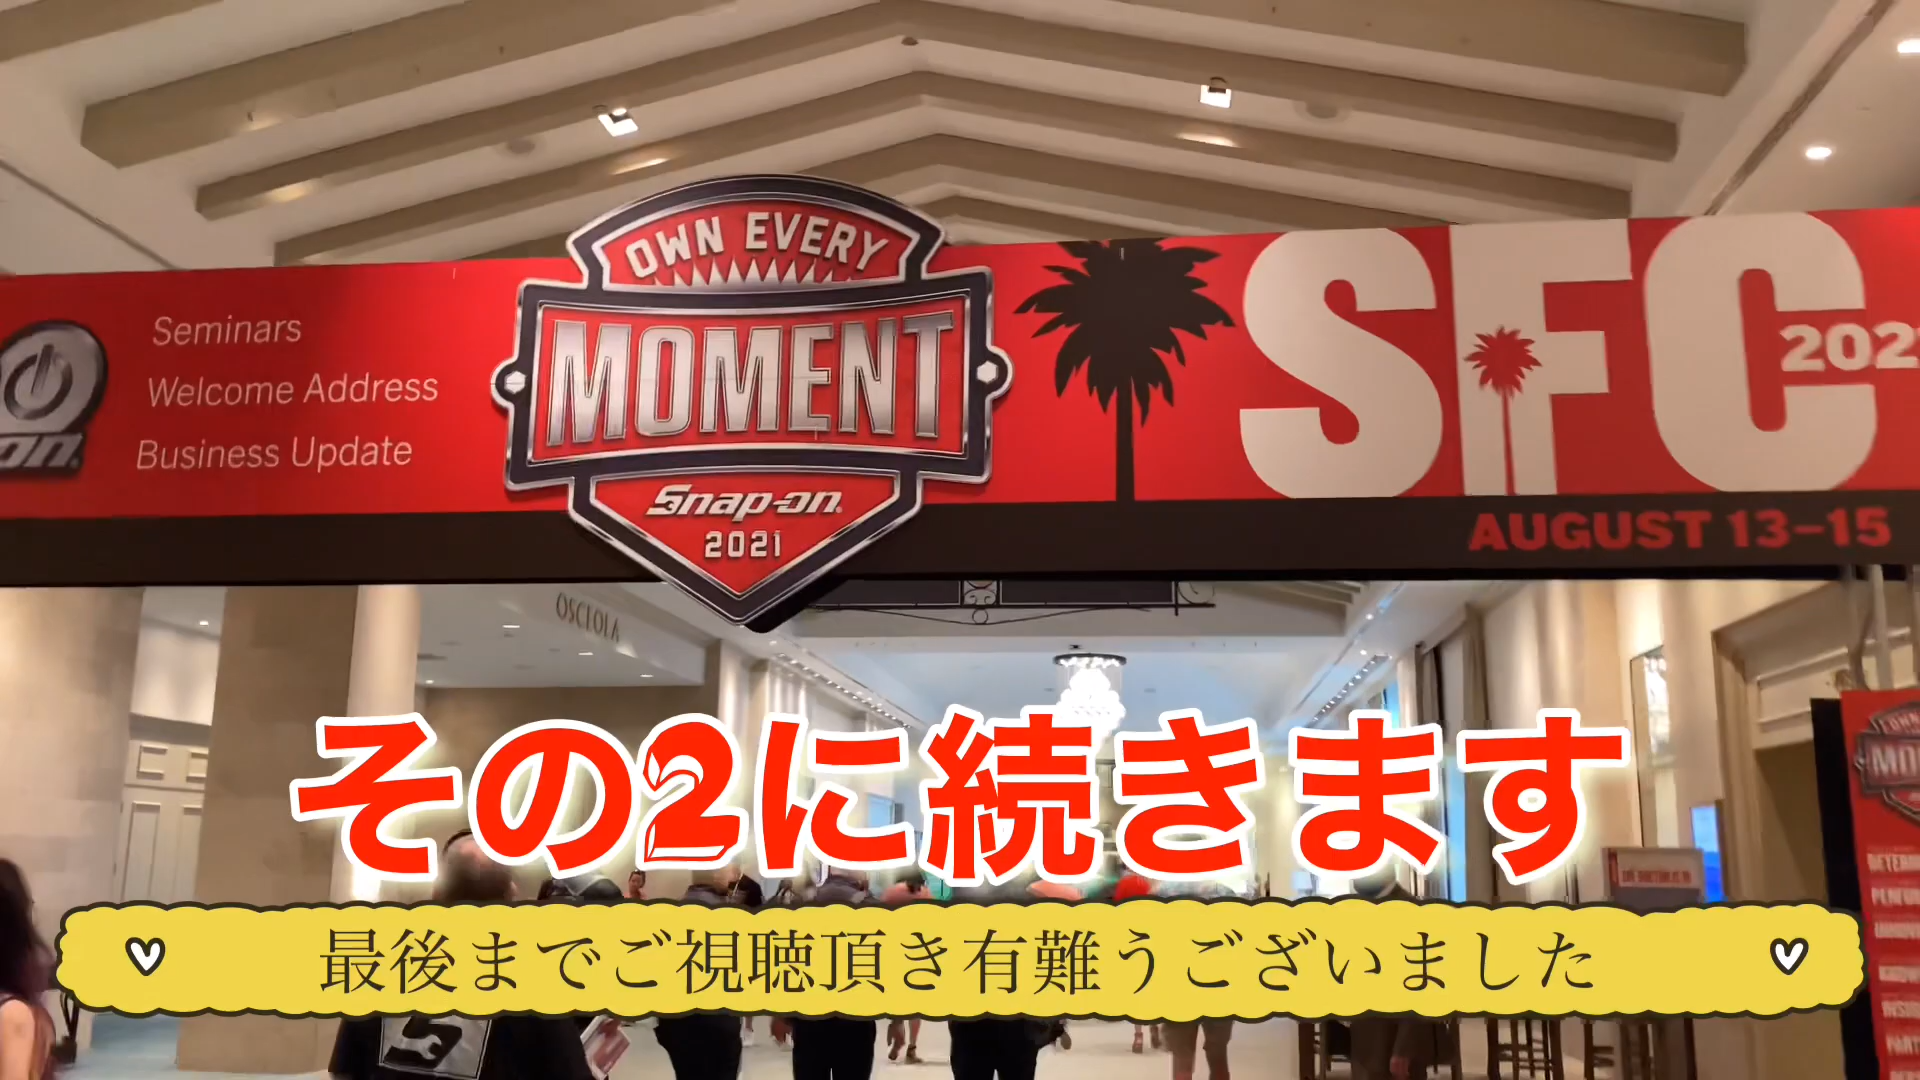 OWN EVERY
MOMENT
Snap-on
2021
Seminars
Welcome Address
Business Update
on.
SFC
202
AUGUST 13-15
OSCEOLA
その2に続きます
最後までご視聴頂き有難うございました